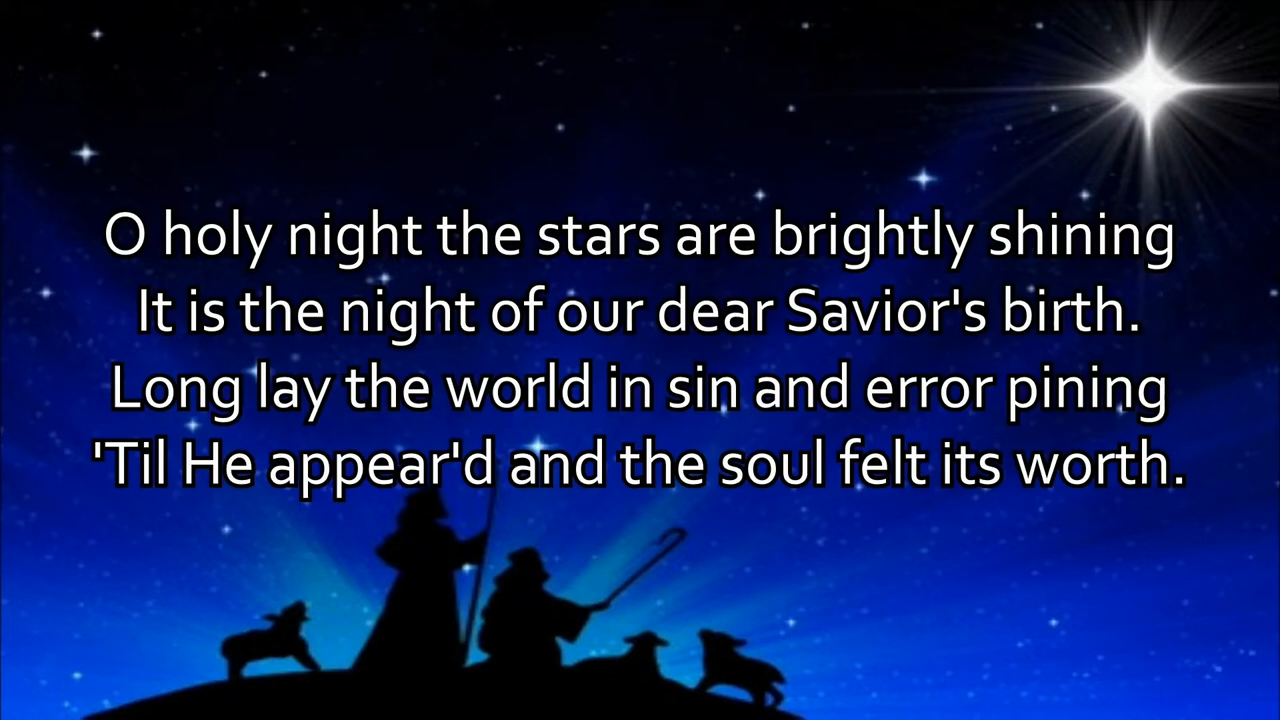 O holy night the stars are brightly shining
It is the night of our dear Savior's birth.
Long lay the world in sin and error pining
'Til He appear'd and the soul felt its worth.